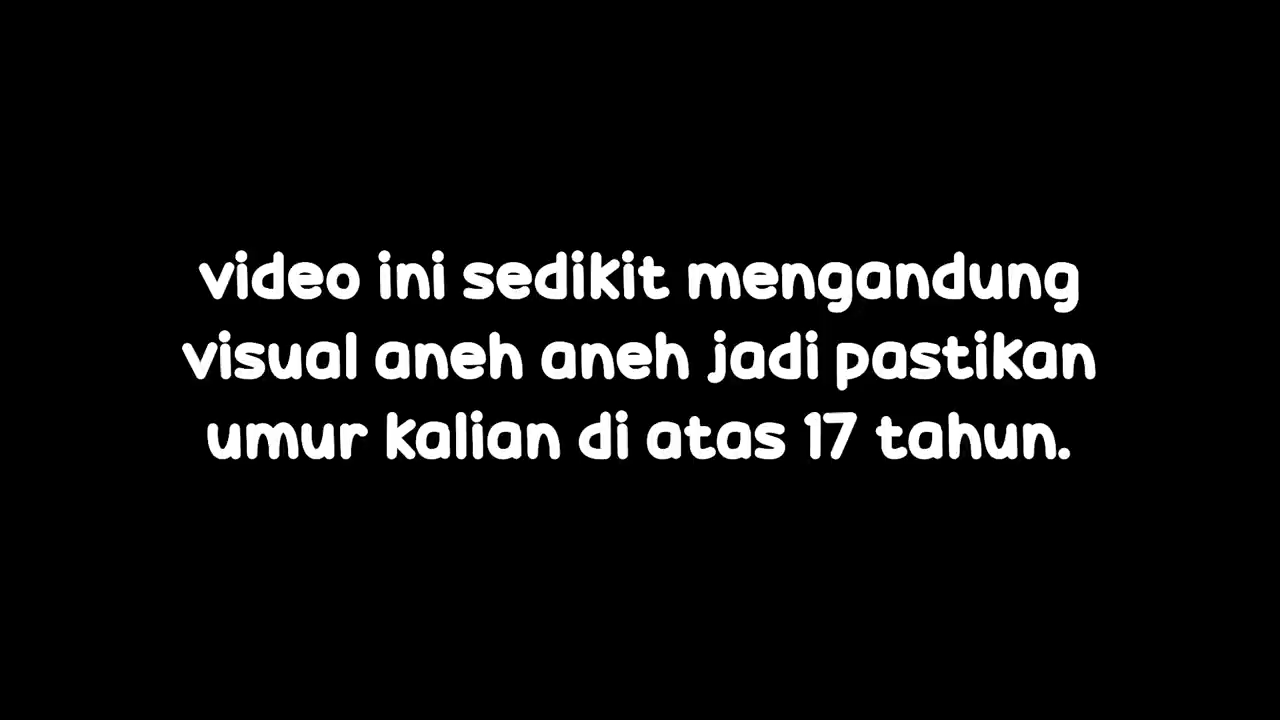 video ini sedikit mengandung
visual aneh aneh jadi pastikan
umur kalian di atas 17 tahun.